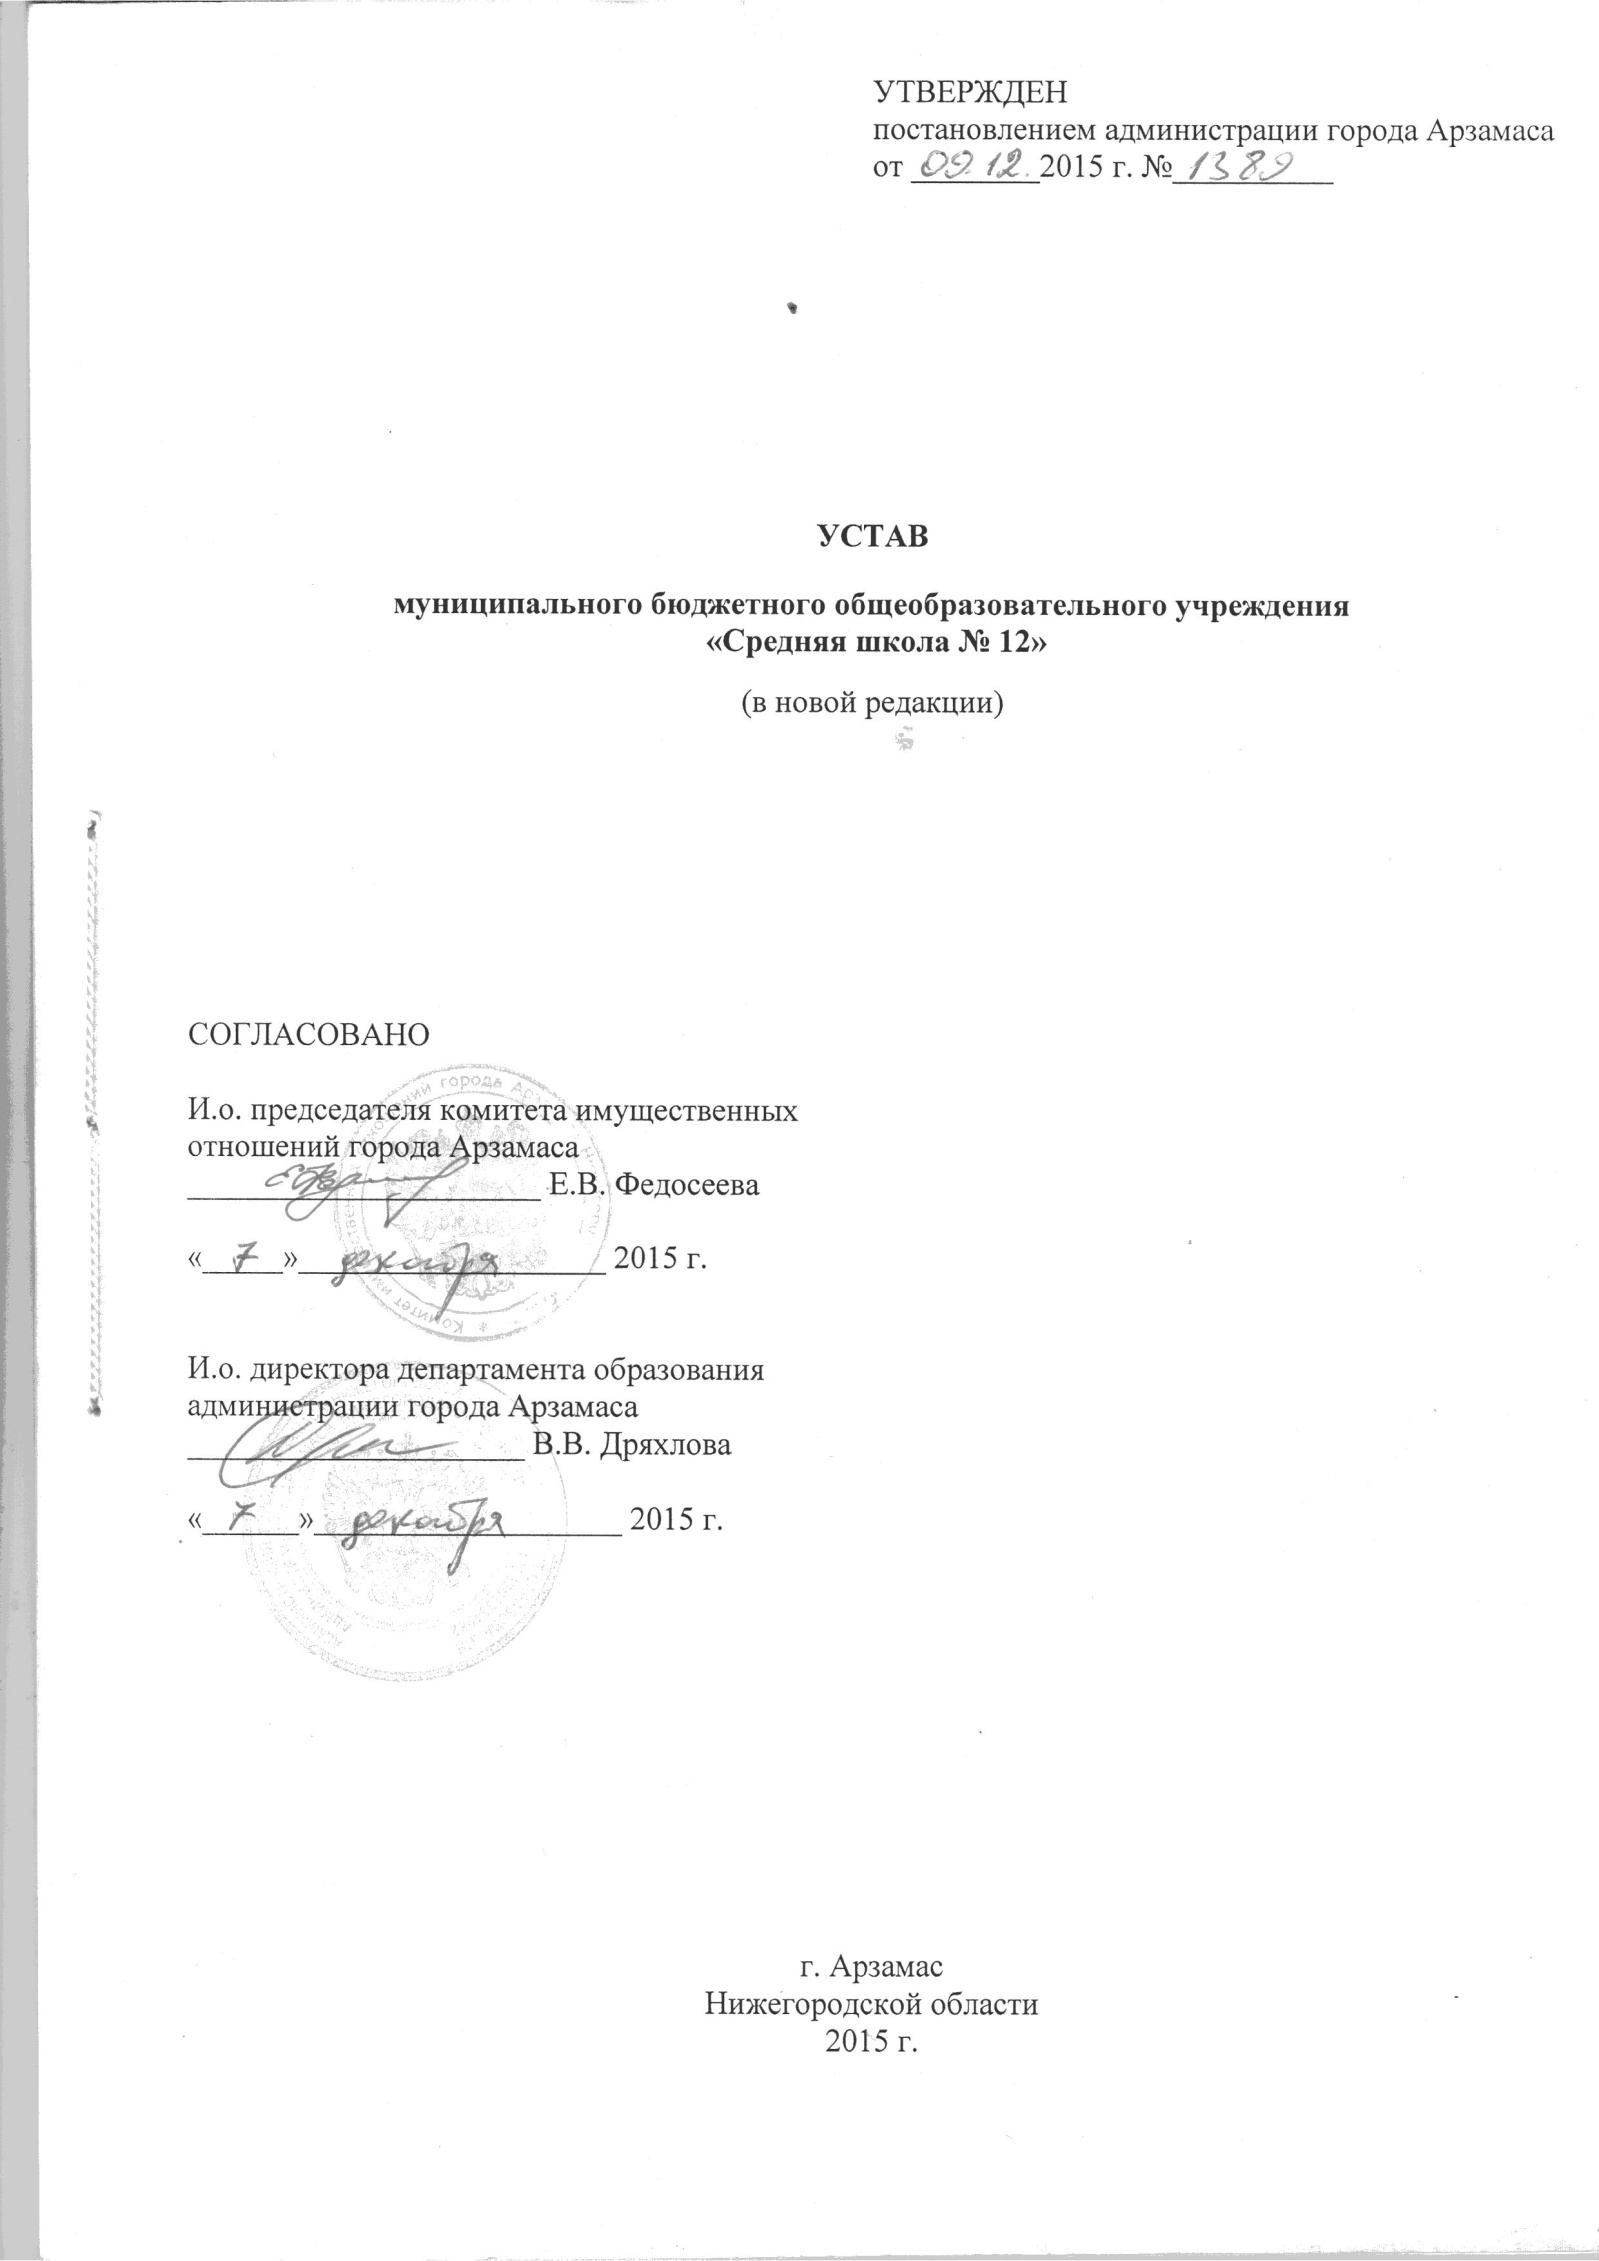 УТВЕРЖДЕН
постановлением администрации города Арзамаса
от 09.12.2015 г. № 1389
УСТАВ
муниципального бюджетного общеобразовательного учреждения
«Средняя школа № 12»
(в новой редакции)
СОГЛАСОВАНО
И.о. председателя комитета имущественных
отношений города Арзамаса
Е.В. Федосеева
«7» декабря 2015 г.
И.о. директора департамента образования
администрации города Арзамаса
В.В. Дряхлова
«7» декабря 2015 г.
г. Арзамас
Нижегородской области
2015 г.